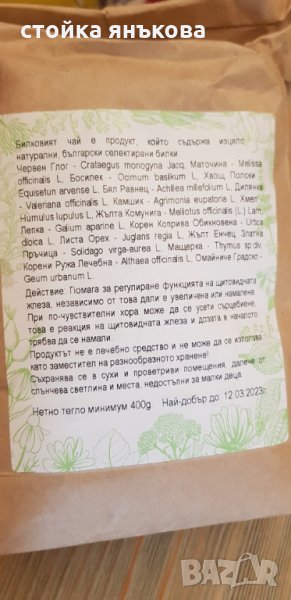 стойка янъкова
Билковият чай е продукт, който съдържа изцяло
натурални, български селектирани билки
Червен Глог - Crataegus monogyna Jacq, Маточина - Melissa
officinalis L, Босилек - Ocimum basilkum L, Хвощ Полски -
Equisetun arvense L, Бял Равнец - Achillea millefolium L, Дилянка
- Valeriana officinalis L, Камшик - Agrimonia eupatoria L, Хмел -
Humulus lupulus L, Жълта Комунига - Melilotus officinalis (L) Lam,
Лепка - Galium aparine L, Корен Коприва Обикновена - Urtica
dioica L, Листа Орех - Juglans regia L, Жълт Енчец Златна
Пръчица - Solidago virga-aurea L, Мащерка - Thymus sp.div,
Корени Ружа Лечебна - Althaea officinalis L, Омайниче Градско -
Geum urbanum L
Действие: Помага за регулиране функцията на щитовидната
жлеза, независимо от това дали е увеличена или намалена.
При по-чувствителни хора може да се усети сърцебиене,
това е реакция на щитовидната жлеза и дозата в началото
трябва да се намали.
Продуктът не е лечебно средство и не може да се използва
като заместител на разнообразното хранене!
Съхранява се в сухи и проветриви помещения, далече от
слънчева светлина и места, недостъпни за малки деца
Нетно тегло минимум 400g. Най-добър до: 12.03.2023г
BAZAR